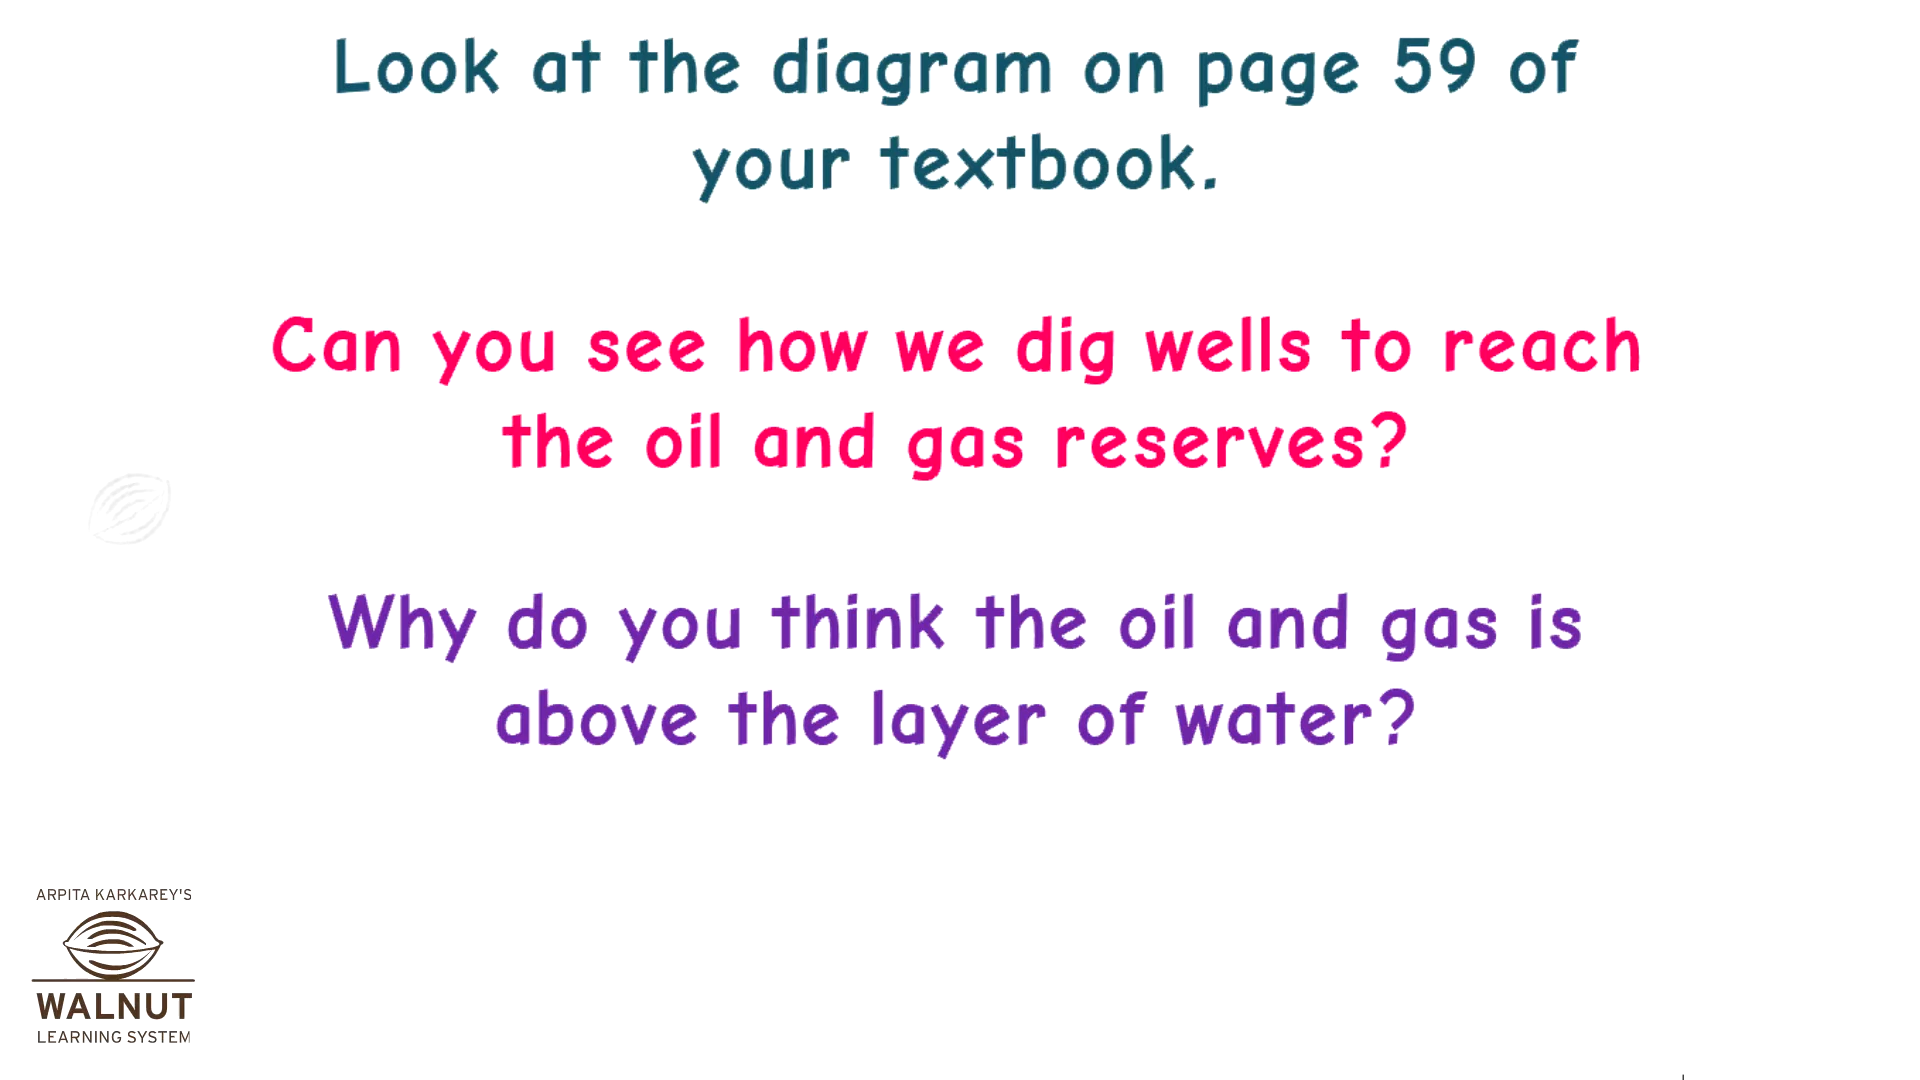 Look at the diagram on page 59 of
your textbook.
Can you see how we dig wells to reach
the oil and gas reserves?
Why do you think the oil and gas is
above the layer of water?
ARPITA KARKAREY'S
WALNUT
LEARNING SYSTEM